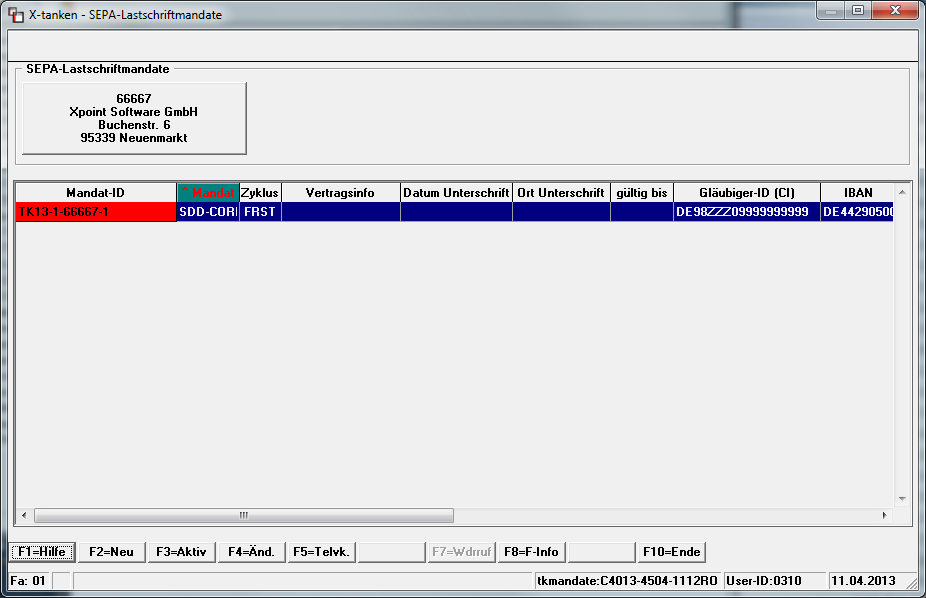 X-tanken - SEPA-Lastschriftmandate
SEPA-Lastschriftmandate
66667
Xpoint Software GmbH
Buchenstr. 6
95339 Neuenmarkt
Mandat-ID ^ Mandat Zyklus Vertragsinfo Datum Unterschrift Ort Unterschrift gültig bis Gläubiger-ID (CI) IBAN
TK13-1-66667-1 SDD-CORI FRST DE98ZZZ09999999999 DE44290500
F1=Hilfe F2=Neu F3=Aktiv F4=Änd. F5=Telvk. F7=Wdrruf F8=F-Info F10=Ende
Fa: 01 tkmandate:C4013-4504-1112RO User-ID:0310 11.04.2013